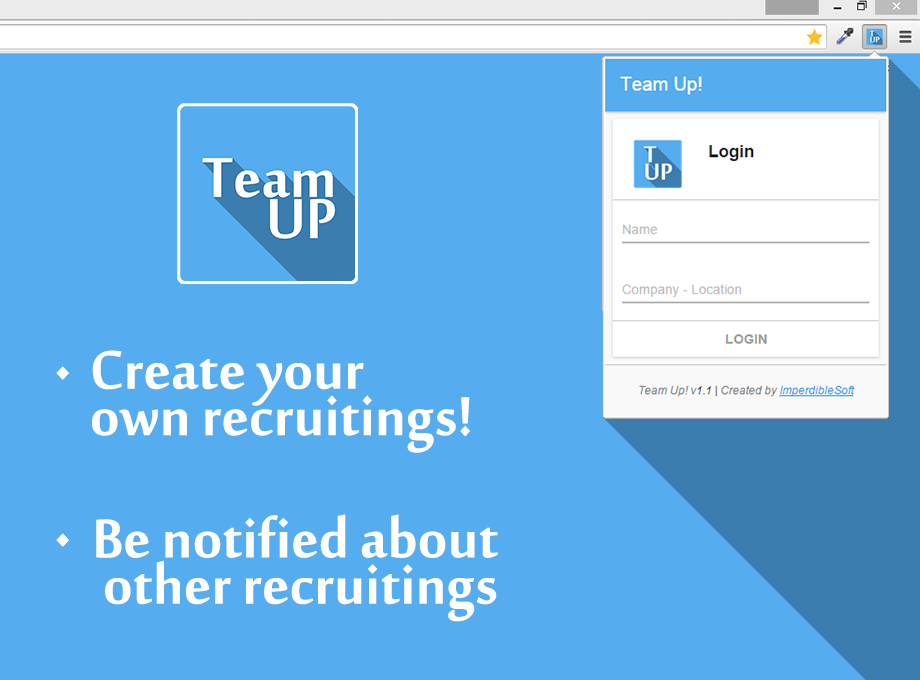 T
UP
Team Up!
T
UP
Login
Name
Company - Location
LOGIN
Team Up! v1.1 | Created by ImperdibleSoft
Team
UP
• Create your
own recruitings!
• Be notified about
other recruitings